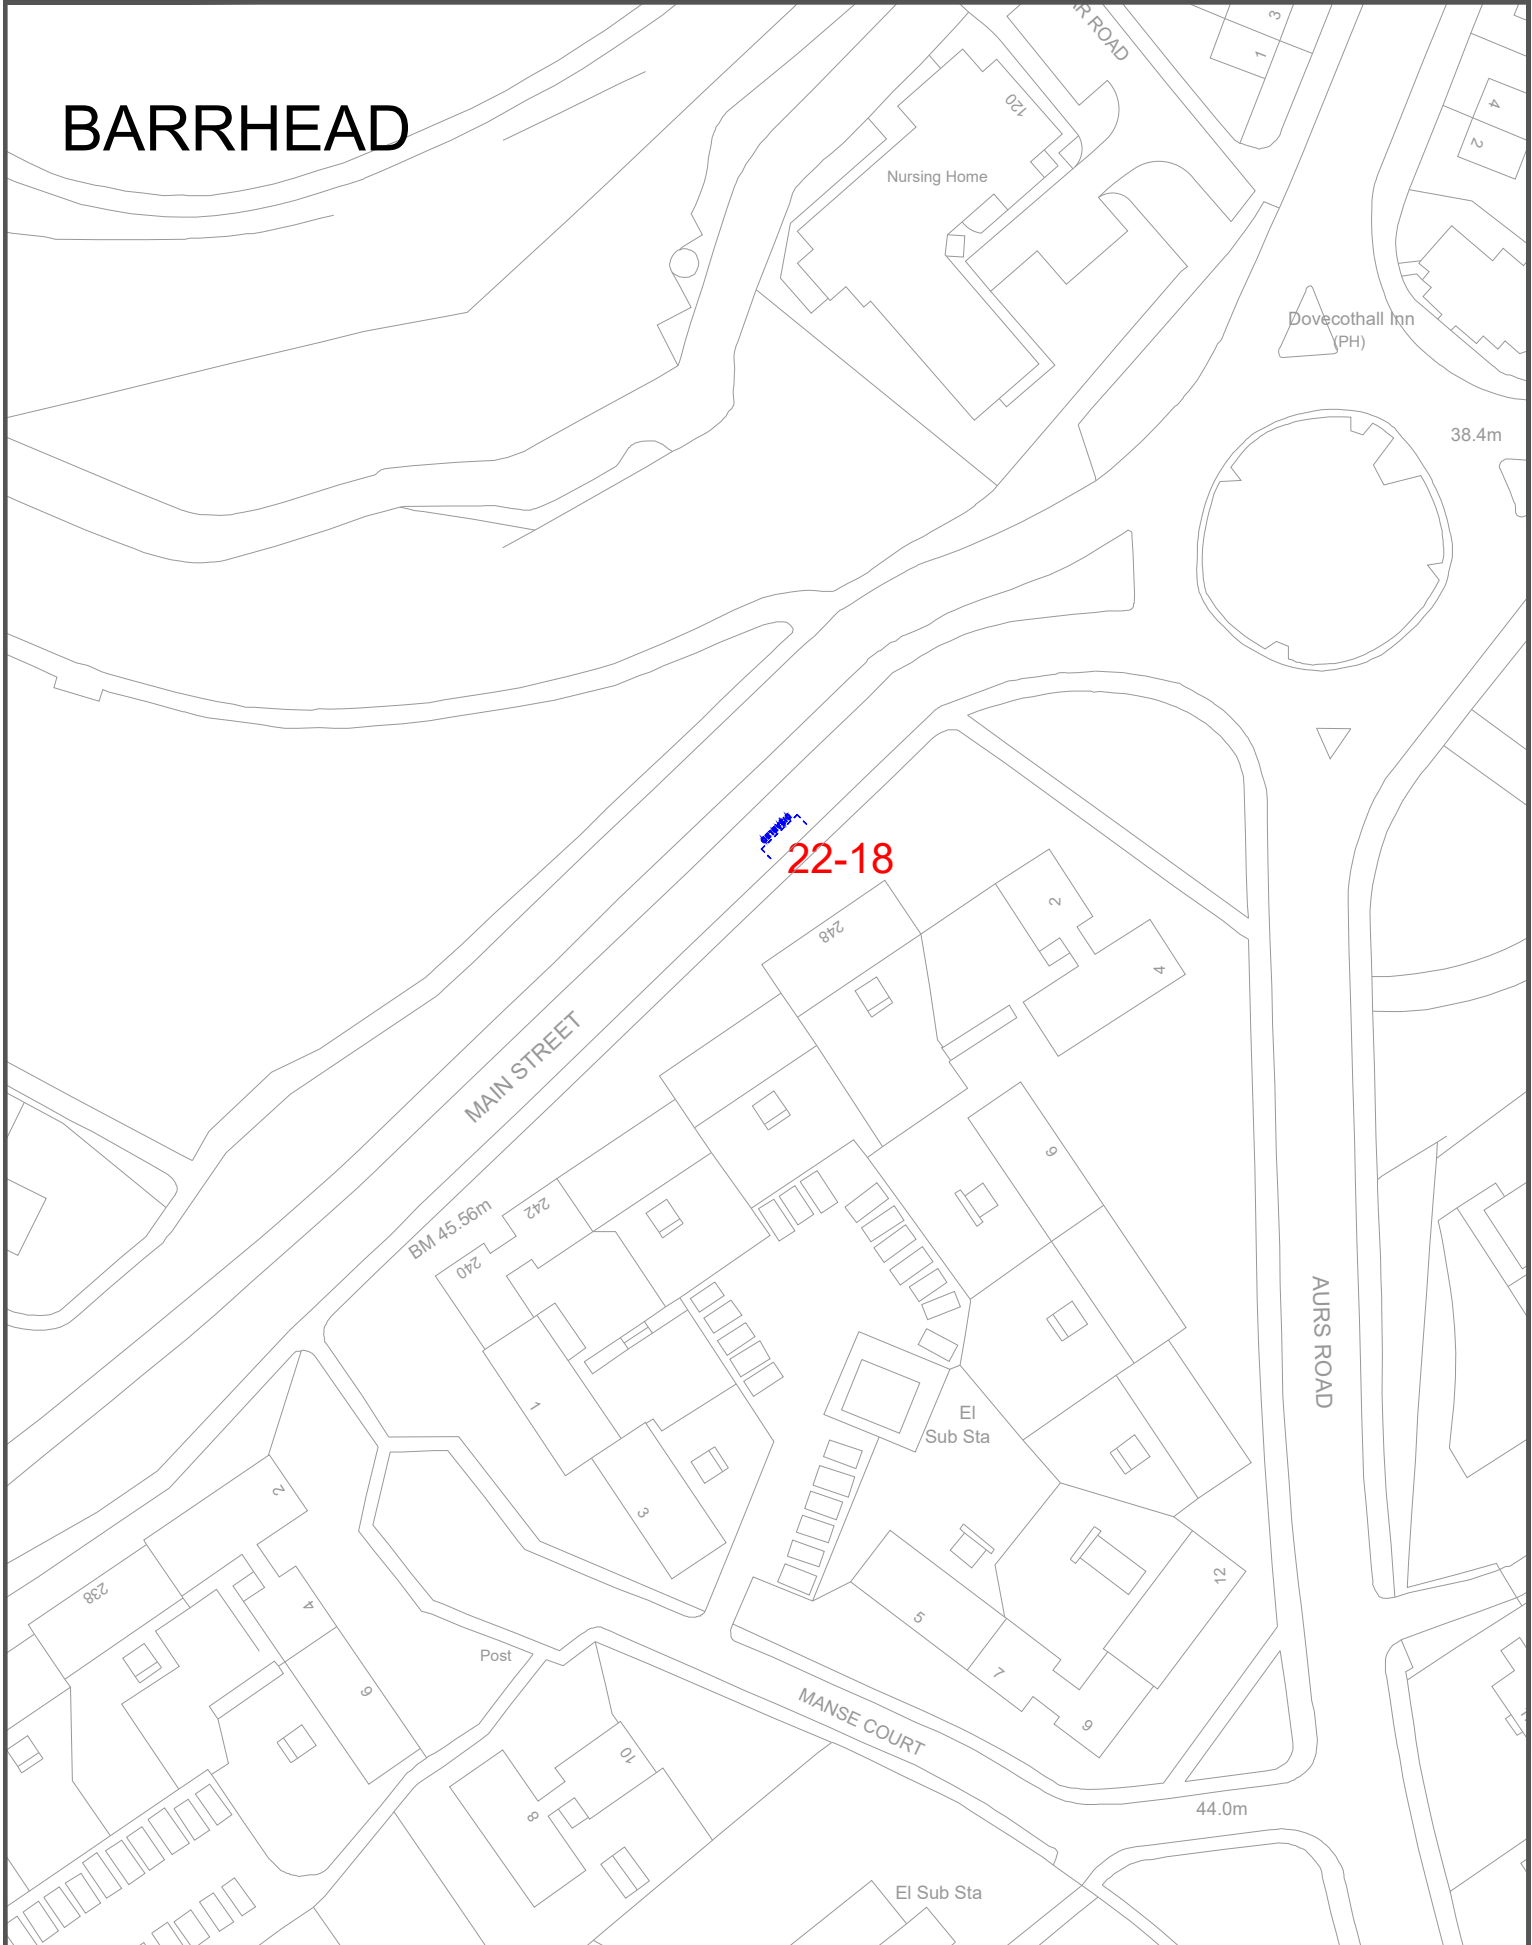 R ROAD
3
1
4
2
BARRHEAD
120
Nursing Home
Dovecothall Inn
(PH)
38.4m
22-18
248
2
4
MAIN STREET
9
242
BM 45.56m
240
AURS ROAD
1
El
Sub Sta
2
3
238
4
12
5
Post
7
6
MANSE COURT
9
10
8
44.0m
El Sub Sta